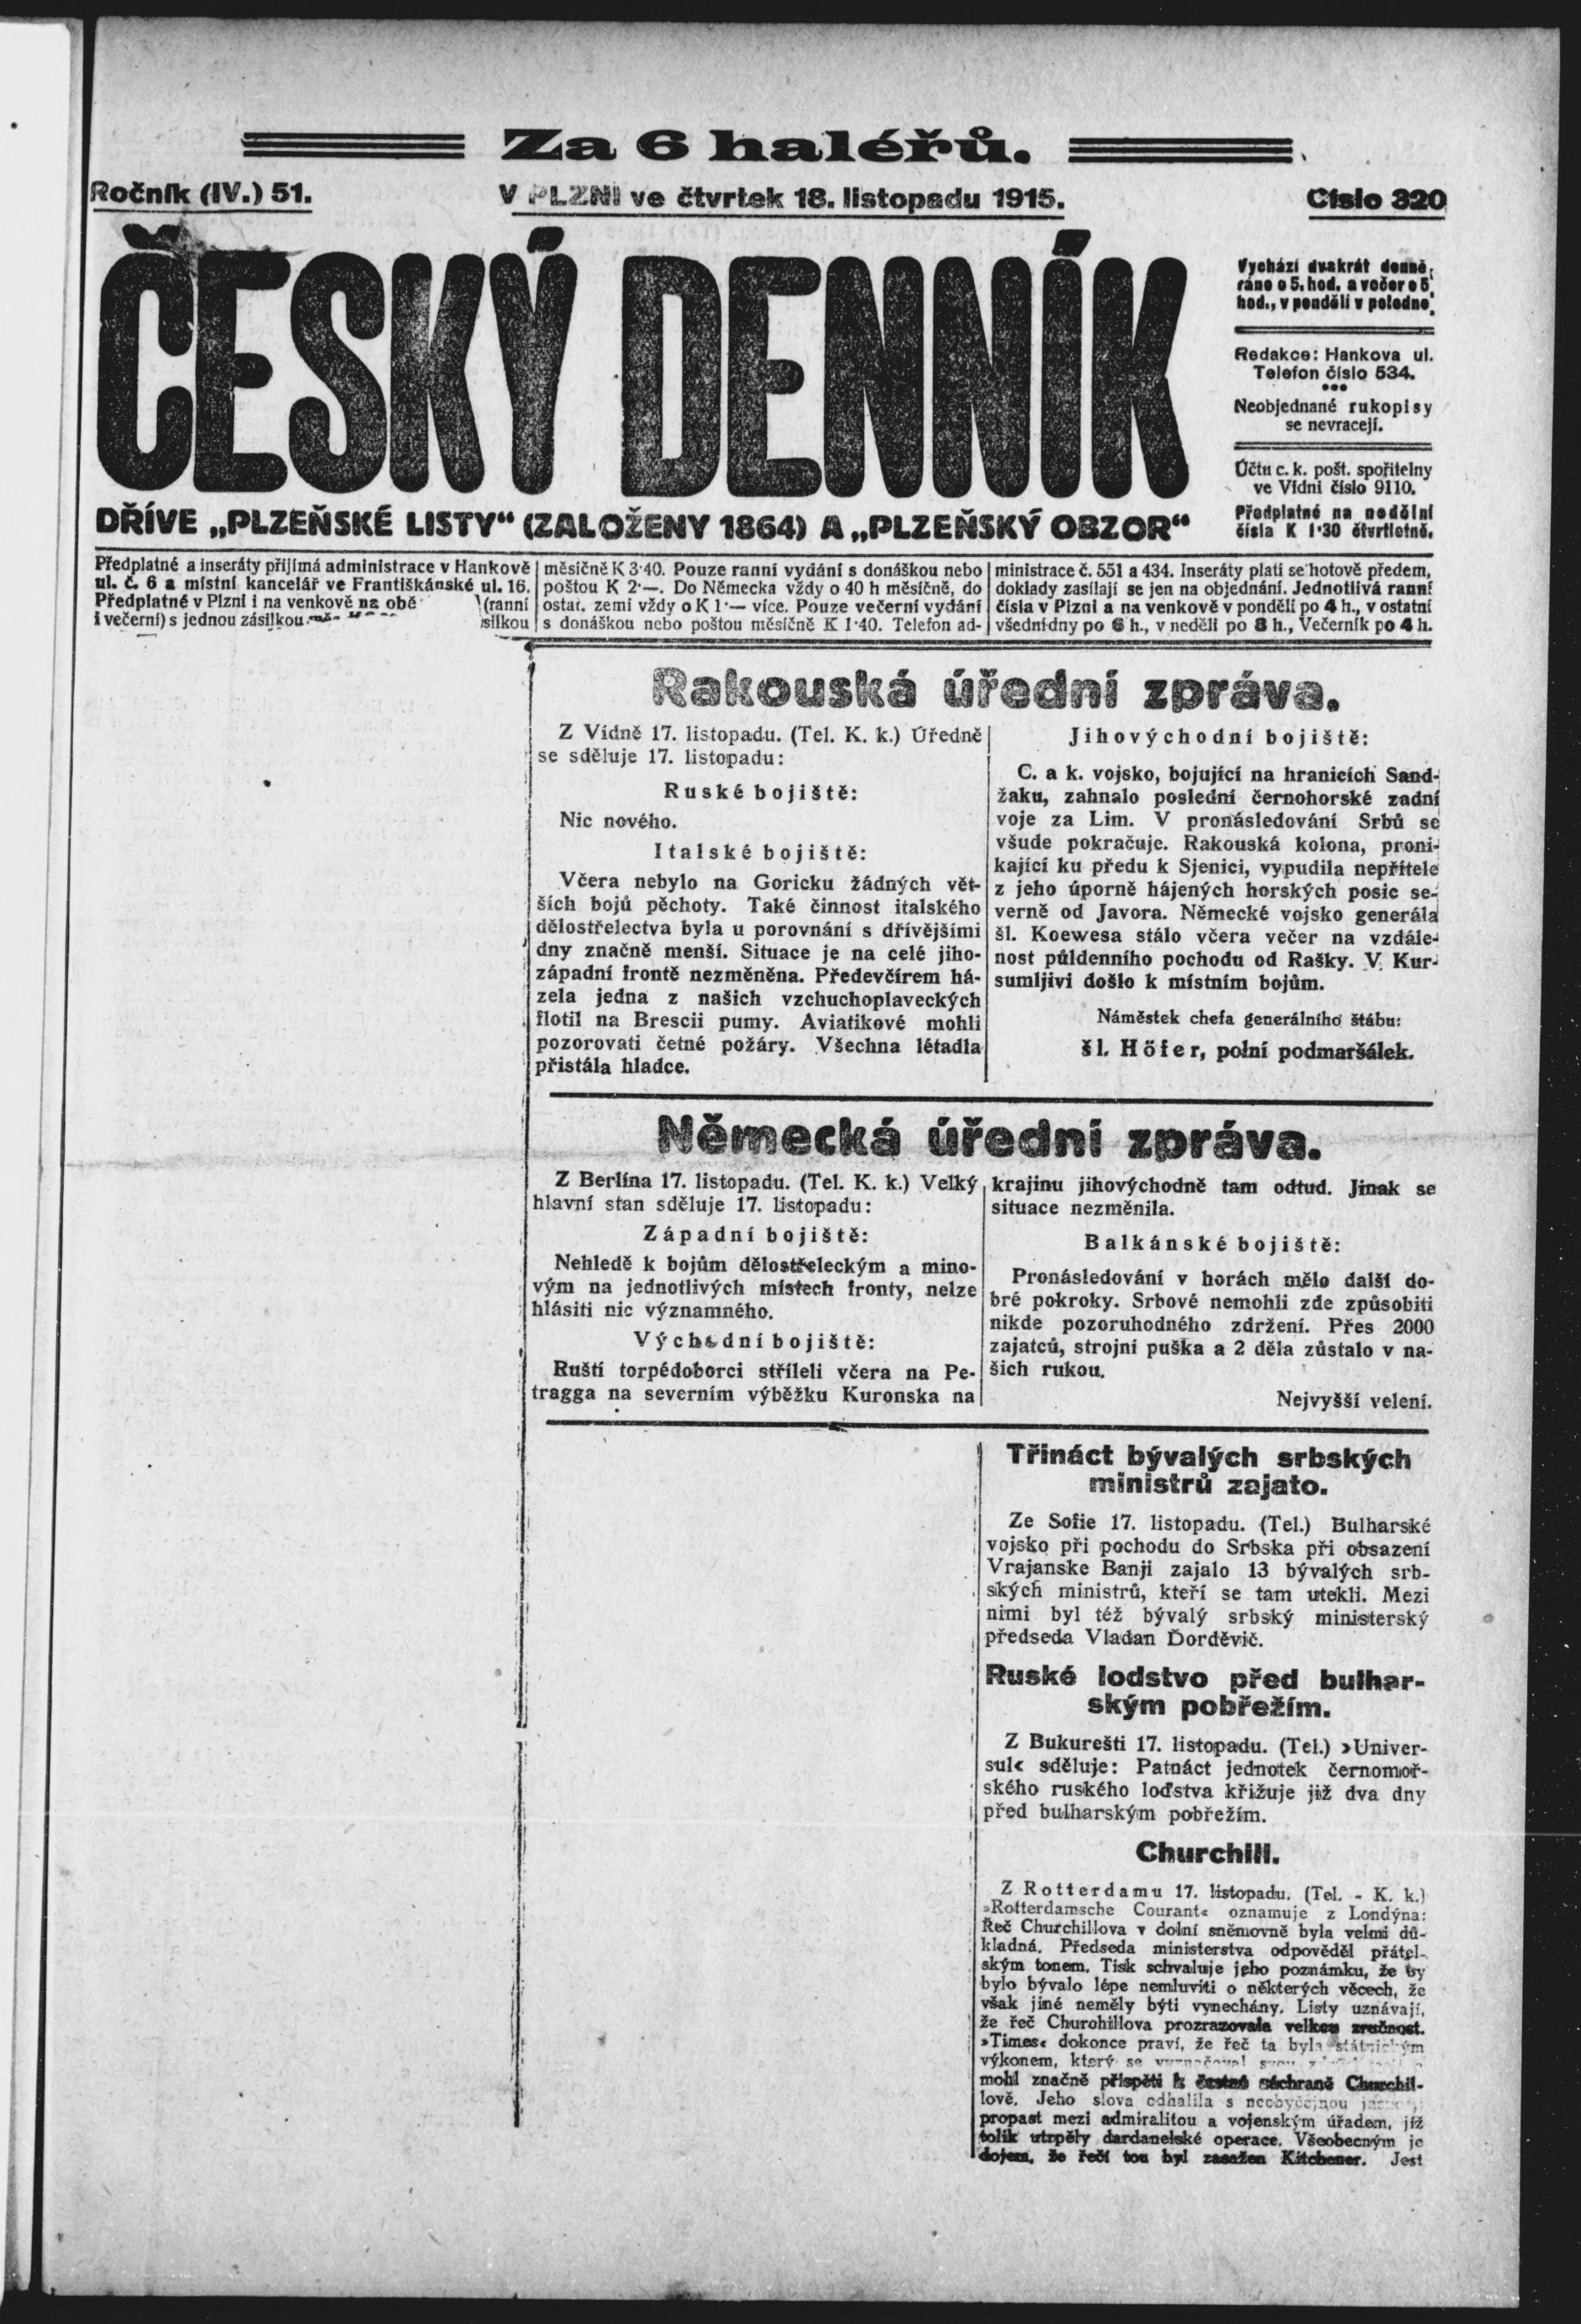 Za 6 haléřů.
Ročník (IV.) 51.
V PLZNI ve čtvrtek 18. listopadu 1915.
Číslo 320
ČESKÝ DENNÍK
DŘÍVE „PLZEŇSKÉ LISTY“ (ZALOŽENY 1864) A „PLZEŇSKÝ OBZOR“
Vychází dvakrát denně,
ráno o 5. hod. a večer o 5
hod., v pondělí v poledne.
Redakce: Hankova ul.
Telefon číslo 534.
•••
Neobjednané rukopisy
se nevracejí.
Účtu c. k. pošt. spořitelny
ve Vídni číslo 9110.
Předplatné na nedělní
čísla K 1·30 čtvrtletně.
Předplatné a inseráty přijímá administrace v Hankově
ul. č. 6 a místní kancelář ve Františkánské ul. 16.
Předplatné v Plzni i na venkově na obě (ranní
i večerní) s jednou zásilkou
měsíčně K 3·40. Pouze ranní vydání s donáškou nebo
poštou K 2·—. Do Německa vždy o 40 h měsíčně, do
ostat. zemí vždy o K 1·— více. Pouze večerní vydání
s donáškou nebo poštou měsíčně K 1·40. Telefon ad-
ministrace č. 551 a 434. Inseráty platí se hotově předem,
doklady zasílají se jen na objednání. Jednotlivá ranní
čísla v Plzni a na venkově v pondělí po 4 h., v ostatní
všední dny po 6 h., v neděli po 8 h., Večerník po 4 h.
Rakouská úřední zpráva.
Z Vídně 17. listopadu. (Tel. K. k.) Úředně
se sděluje 17. listopadu:
Ruské bojiště:
Nic nového.
Italské bojiště:
Včera nebylo na Goricku žádných vět-
ších bojů pěchoty. Také činnost italského
dělostřelectva byla u porovnání s dřívějšími
dny značně menší. Situace je na celé jiho-
západní frontě nezměněna. Předevčírem há-
zela jedna z našich vzchuchoplaveckých
flotil na Brescii pumy. Aviatikové mohli
pozorovati četné požáry. Všechna létadla
přistála hladce.
Jihovýchodní bojiště:
C. a k. vojsko, bojující na hranicích Sand-
žaku, zahnalo poslední černohorské zadní
voje za Lim. V pronásledování Srbů se
všude pokračuje. Rakouská kolona, proni-
kající ku předu k Sjenici, vypudila nepřítele
z jeho úporně hájených horských posic se-
verně od Javora. Německé vojsko generála
šl. Koewesa stálo včera večer na vzdále-
nost půldenního pochodu od Rašky. V Kur-
sumljivi došlo k místním bojům.
Náměstek chefa generálního štábu:
šl. Höfer, polní podmaršálek.
Německá úřední zpráva.
Z Berlína 17. listopadu. (Tel. K. k.) Velký
hlavní stan sděluje 17. listopadu:
Západní bojiště:
Nehledě k bojům dělostřeleckým a mino-
vým na jednotlivých místech fronty, nelze
hlásiti nic významného.
Východní bojiště:
Ruští torpédoborci stříleli včera na Pe-
tragga na severním výběžku Kuronska na
krajinu jihovýchodně tam odtud. Jinak se
situace nezměnila.
Balkánské bojiště:
Pronásledování v horách mělo další do-
bré pokroky. Srbové nemohli zde způsobiti
nikde pozoruhodného zdržení. Přes 2000
zajatců, strojní puška a 2 děla zůstalo v na-
šich rukou.
Nejvyšší velení.
Třináct bývalých srbských
ministrů zajato.
Ze Sofie 17. listopadu. (Tel.) Bulharské
vojsko při pochodu do Srbska při obsazení
Vrajanske Banji zajalo 13 bývalých srb-
ských ministrů, kteří se tam utekli. Mezi
nimi byl též bývalý srbský ministerský
předseda Vladan Ďorděvič.
Ruské lodstvo před bulhar-
ským pobřežím.
Z Bukurešti 17. listopadu. (Tel.) »Univer-
sul« sděluje: Patnáct jednotek černomoř-
ského ruského loďstva křižuje již dva dny
před bulharským pobřežím.
Churchill.
Z Rotterdamu 17. listopadu. (Tel. - K. k.)
»Rotterdamsche Courant« oznamuje z Londýna:
Řeč Churchillova v dolní sněmovně byla velmi dů-
kladná. Předseda ministerstva odpověděl přátel-
ským tonem. Tisk schvaluje jeho poznámku, že by
bylo bývalo lépe nemluviti o některých věcech, že
však jiné neměly býti vynechány. Listy uznávají,
že řeč Churchillova prozrazovala velkou zručnost.
»Times« dokonce praví, že řeč ta byla státnickým
výkonem, který se
mohl značně přispěti k čestné záchraně Churchil-
lově. Jeho slova odhalila s neobyčejnou
propast mezi admiralitou a vojenským úřadem, jíž
tolik utrpěly dardanelské operace. Všeobecným je
dojem, že řečí tou byl zasažen Kitchener. Jest